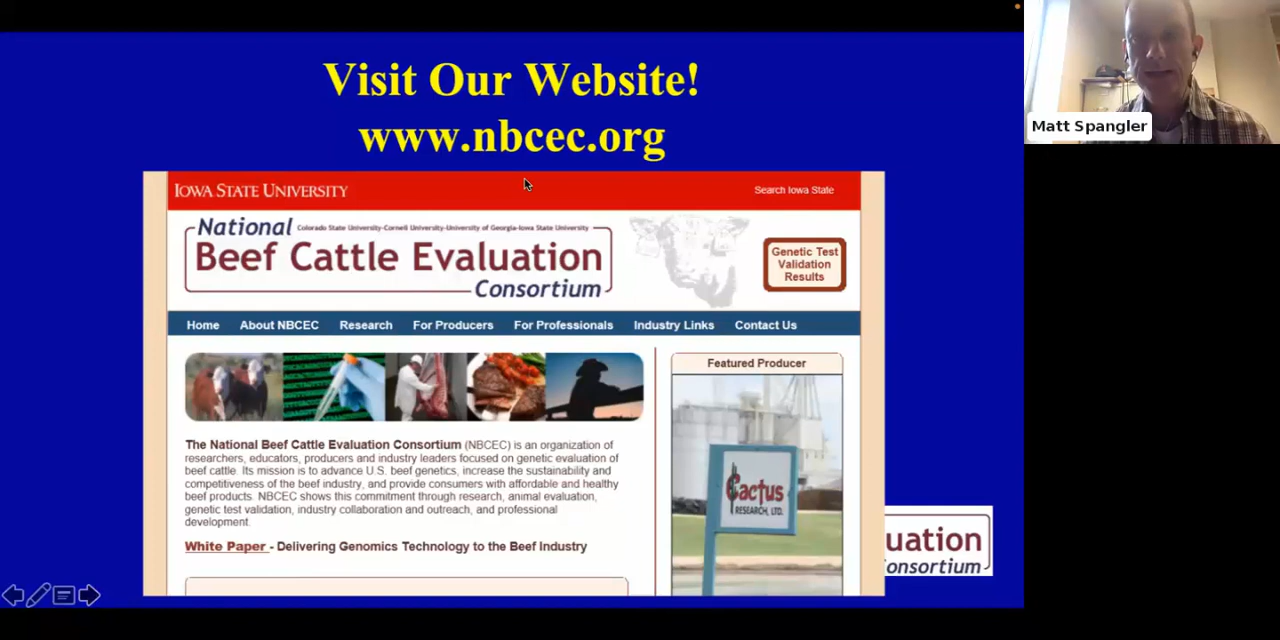 Visit Our Website!
www.nbcec.org
Matt Spangler
IOWA STATE UNIVERSITY
Search Iowa State
National
Colorado State University-Cornell University-University of Georgia-Iowa State University
Beef Cattle Evaluation
Consortium
Genetic Test
Validation
Results
Home About NBCEC Research For Producers For Professionals Industry Links Contact Us
The National Beef Cattle Evaluation Consortium (NBCEC) is an organization of
researchers, educators, producers and industry leaders focused on genetic evaluation of
beef cattle. Its mission is to advance U.S. beef genetics, increase the sustainability and
competitiveness of the beef industry, and provide consumers with affordable and healthy
beef products. NBCEC shows this commitment through research, animal evaluation,
genetic test validation, industry collaboration and outreach, and professional
development.
White Paper - Delivering Genomics Technology to the Beef Industry
Featured Producer
Cactus
RESEARCH, LTD.
uation
onsortium